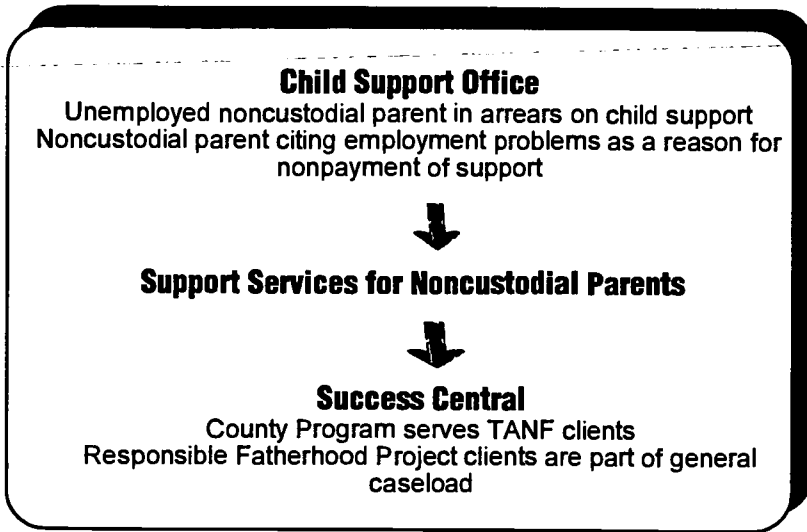 Child Support Office
Unemployed noncustodial parent in arrears on child support
Noncustodial parent citing employment problems as a reason for
nonpayment of support
Support Services for Noncustodial Parents
Success Central
County Program serves TANF clients
Responsible Fatherhood Project clients are part of general
caseload